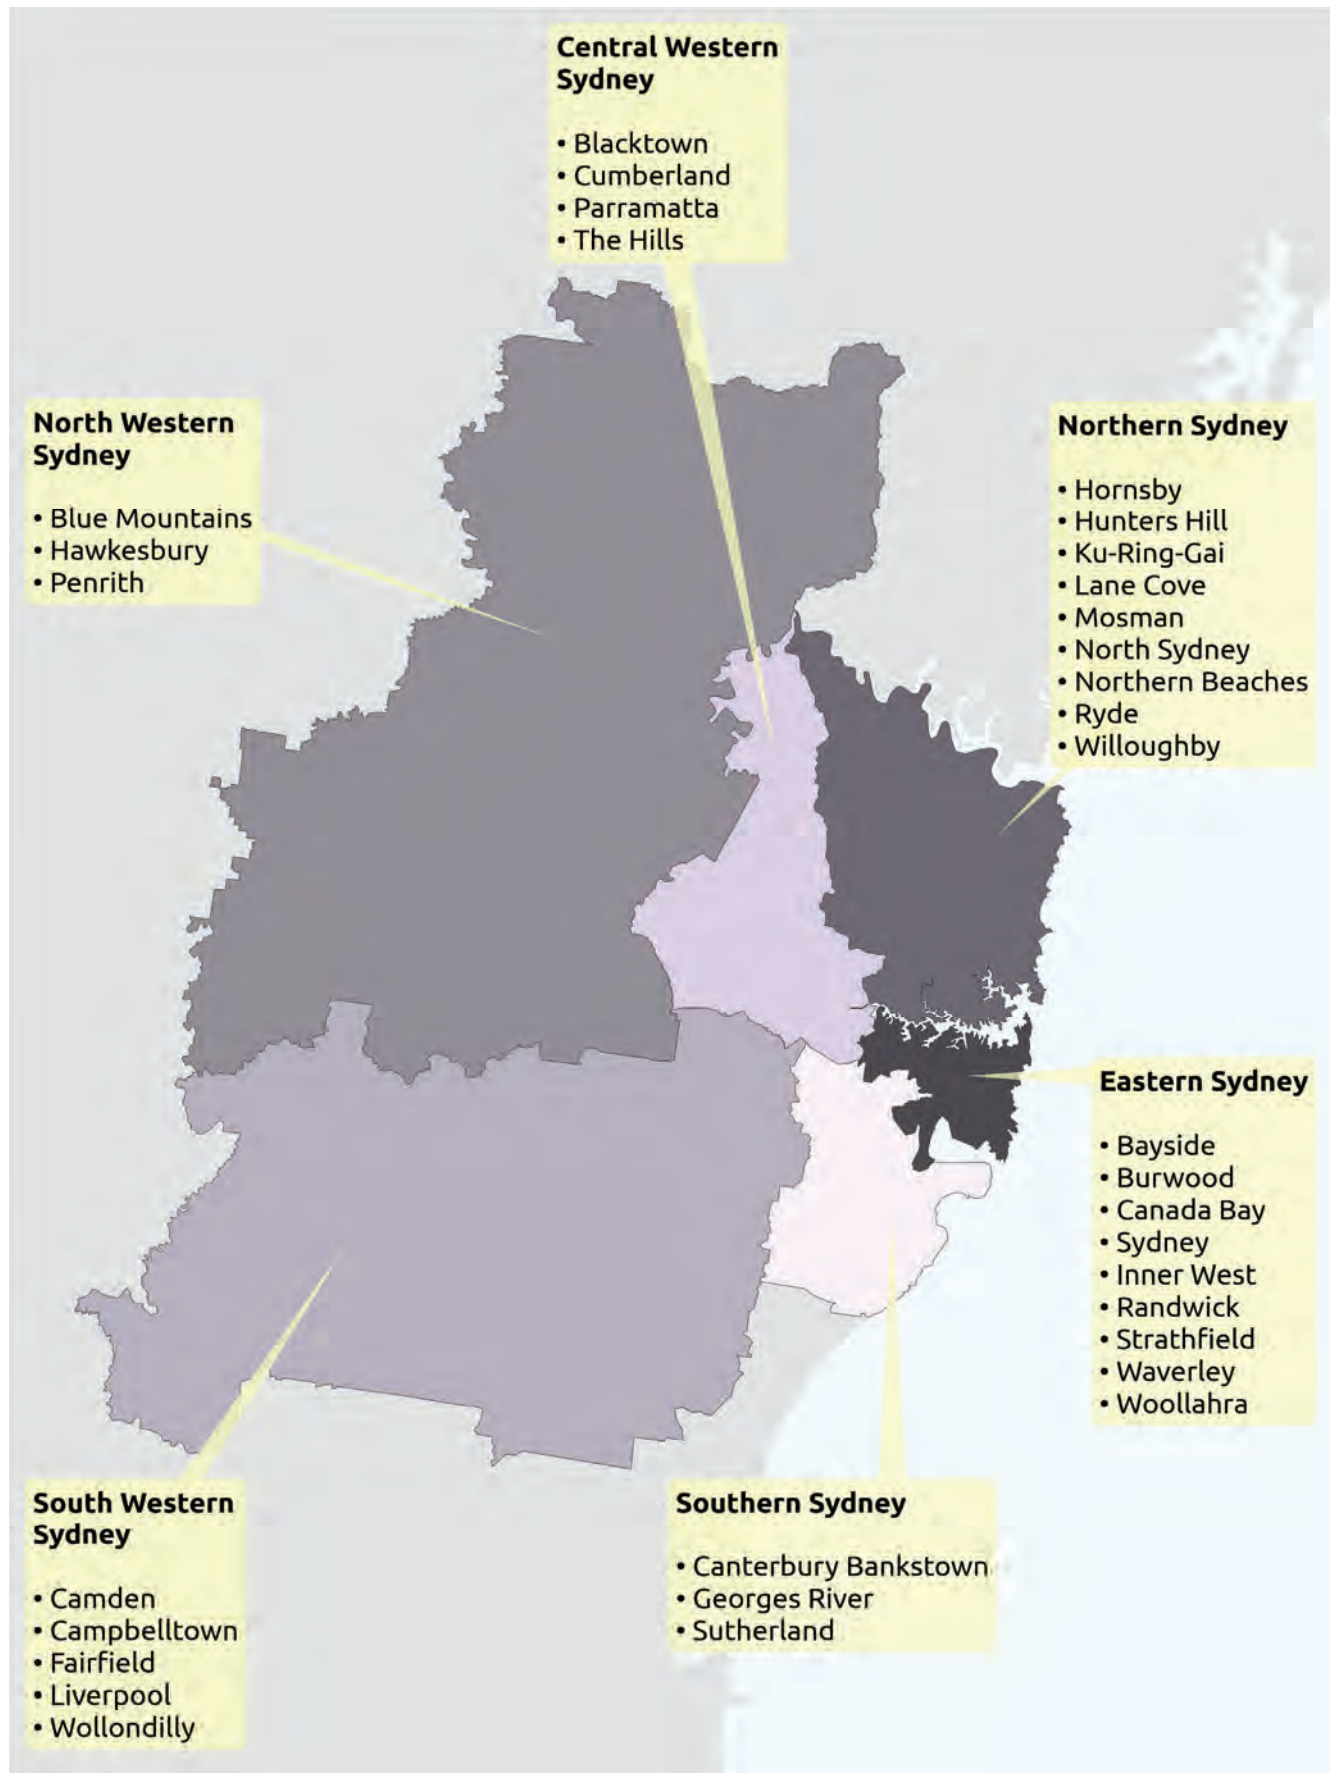 Central Western
Sydney
• Blacktown
• Cumberland
• Parramatta
• The Hills
North Western
Sydney
• Blue Mountains
• Hawkesbury
• Penrith
Northern Sydney
• Hornsby
• Hunters Hill
• Ku-Ring-Gai
• Lane Cove
• Mosman
• North Sydney
• Northern Beaches
• Ryde
• Willoughby
Eastern Sydney
• Bayside
• Burwood
• Canada Bay
• Sydney
• Inner West
• Randwick
• Strathfield
• Waverley
• Woollahra
South Western
Sydney
• Camden
• Campbelltown
• Fairfield
• Liverpool
• Wollondilly
Southern Sydney
• Canterbury Bankstown
• Georges River
• Sutherland